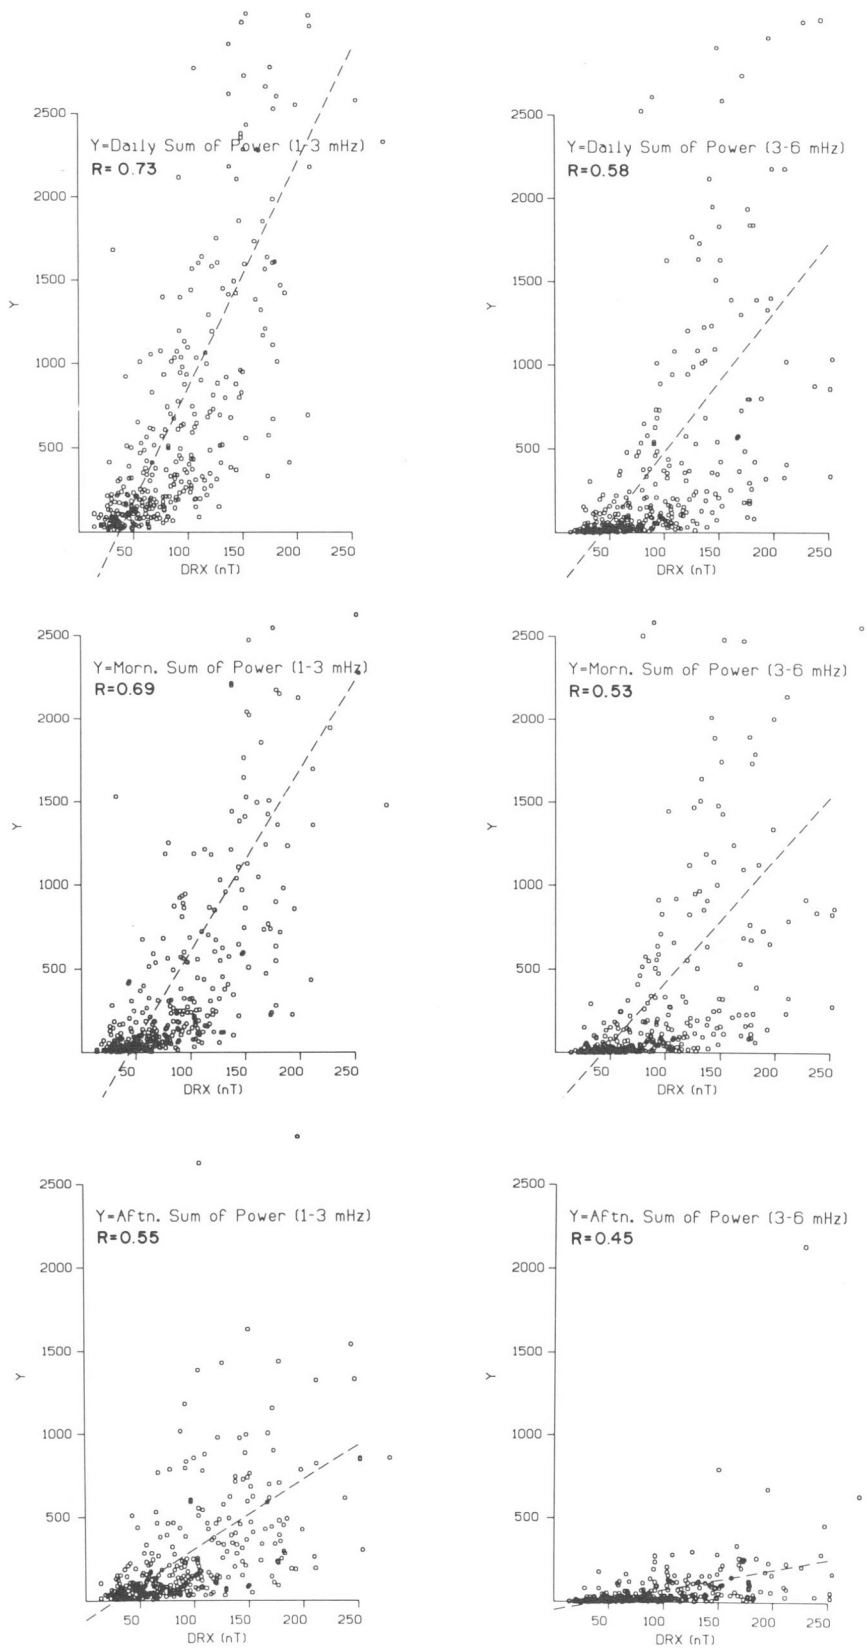 2500
Y=Daily Sum of Power (1-3 mHz)
R=0.73
2000
1500
Y
1000
500
50 100 150 200 250
DRX (nT)
2500
Y=Daily Sum of Power (3-6 mHz)
R=0.58
2000
1500
Y
1000
500
50 100 150 200 250
DRX (nT)
2500
Y=Morn. Sum of Power (1-3 mHz)
R=0.69
2000
1500
Y
1000
500
50 100 150 200 250
DRX (nT)
2500
Y=Morn. Sum of Power (3-6 mHz)
R=0.53
2000
1500
Y
1000
500
50 100 150 200 250
DRX (nT)
2500
Y=Aftn. Sum of Power (1-3 mHz)
R=0.55
2000
1500
Y
1000
500
50 100 150 200 250
DRX (nT)
2500
Y=Aftn. Sum of Power (3-6 mHz)
R=0.45
2000
1500
Y
1000
500
50 100 150 200 250
DRX (nT)